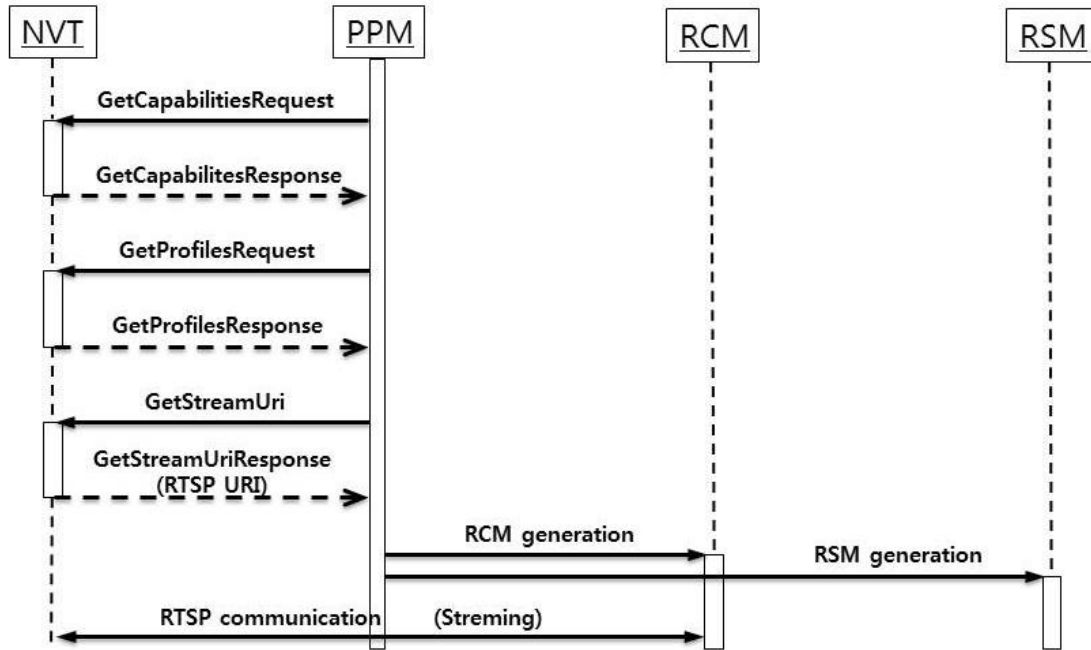 NVT
PPM
RCM
RSM
GetCapabilitiesRequest
GetCapabilitesResponse
GetProfilesRequest
GetProfilesResponse
GetStreamUri
GetStreamUriResponse
(RTSP URI)
RCM generation
RSM generation
RTSP communication (Streming)